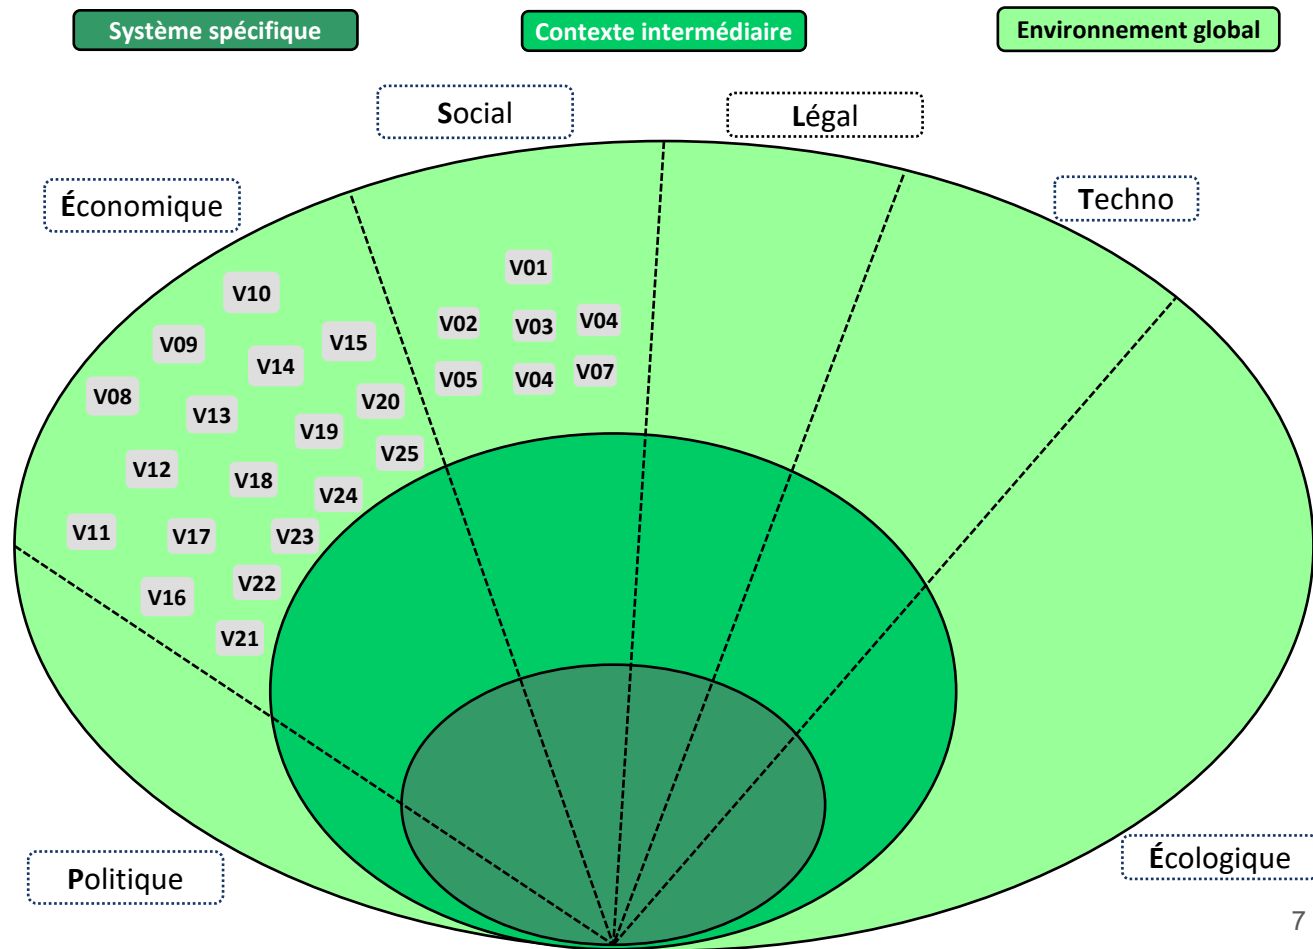 Système spécifique
Contexte intermédiaire
Environnement global
Social
Légal
Économique
Techno
V01
V10
V02
V03
V04
V09
V15
V14
V05
V04
V07
V08
V13
V20
V19
V25
V12
V18
V24
V11
V17
V23
V16
V22
V21
Politique
Écologique
7